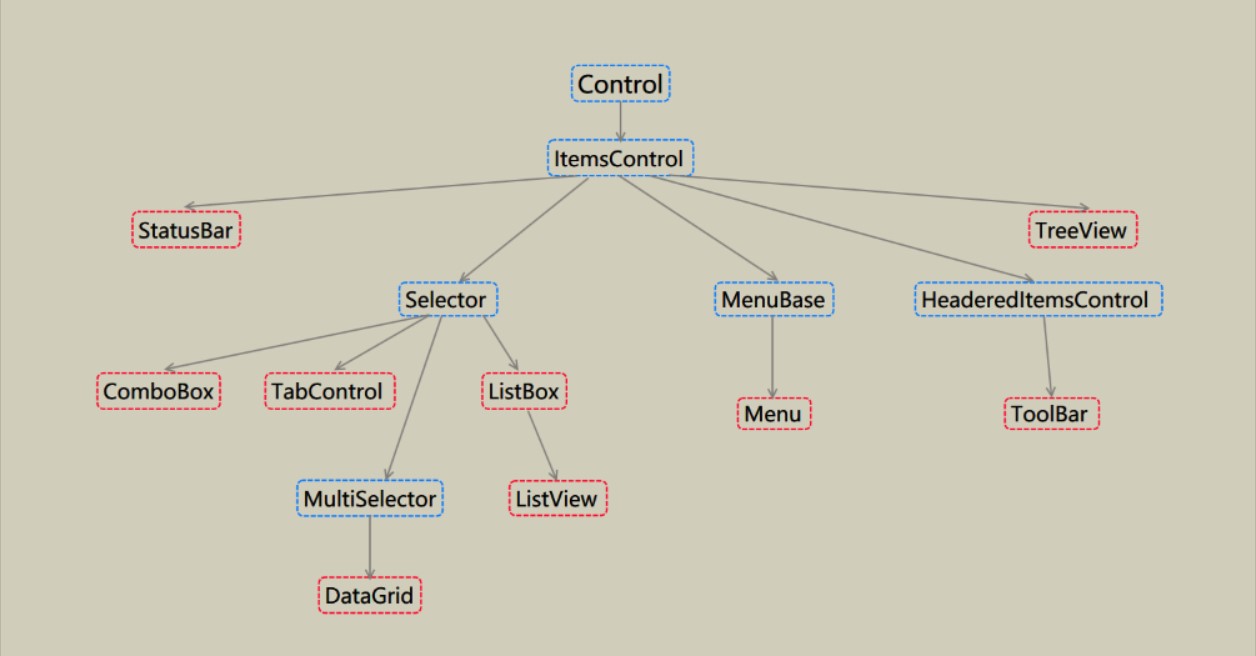 Control
ItemsControl
StatusBar
TreeView
Selector
MenuBase
HeaderedItemsControl
ComboBox
TabControl
ListBox
Menu
ToolBar
MultiSelector
ListView
DataGrid